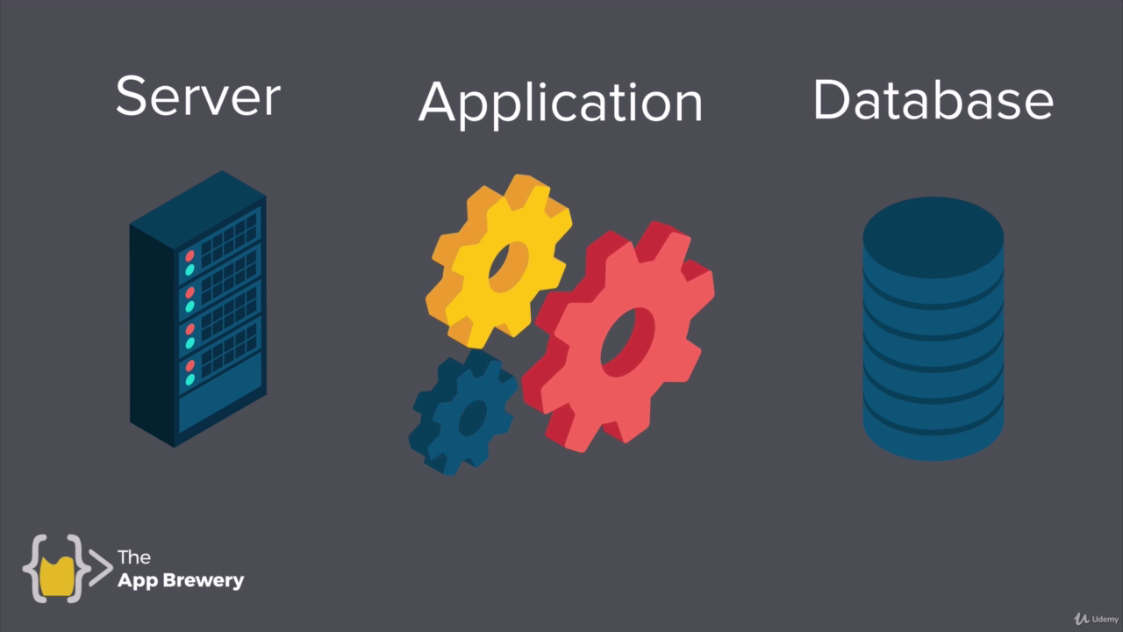 Server
Application
Database
The
App Brewery
Udemy